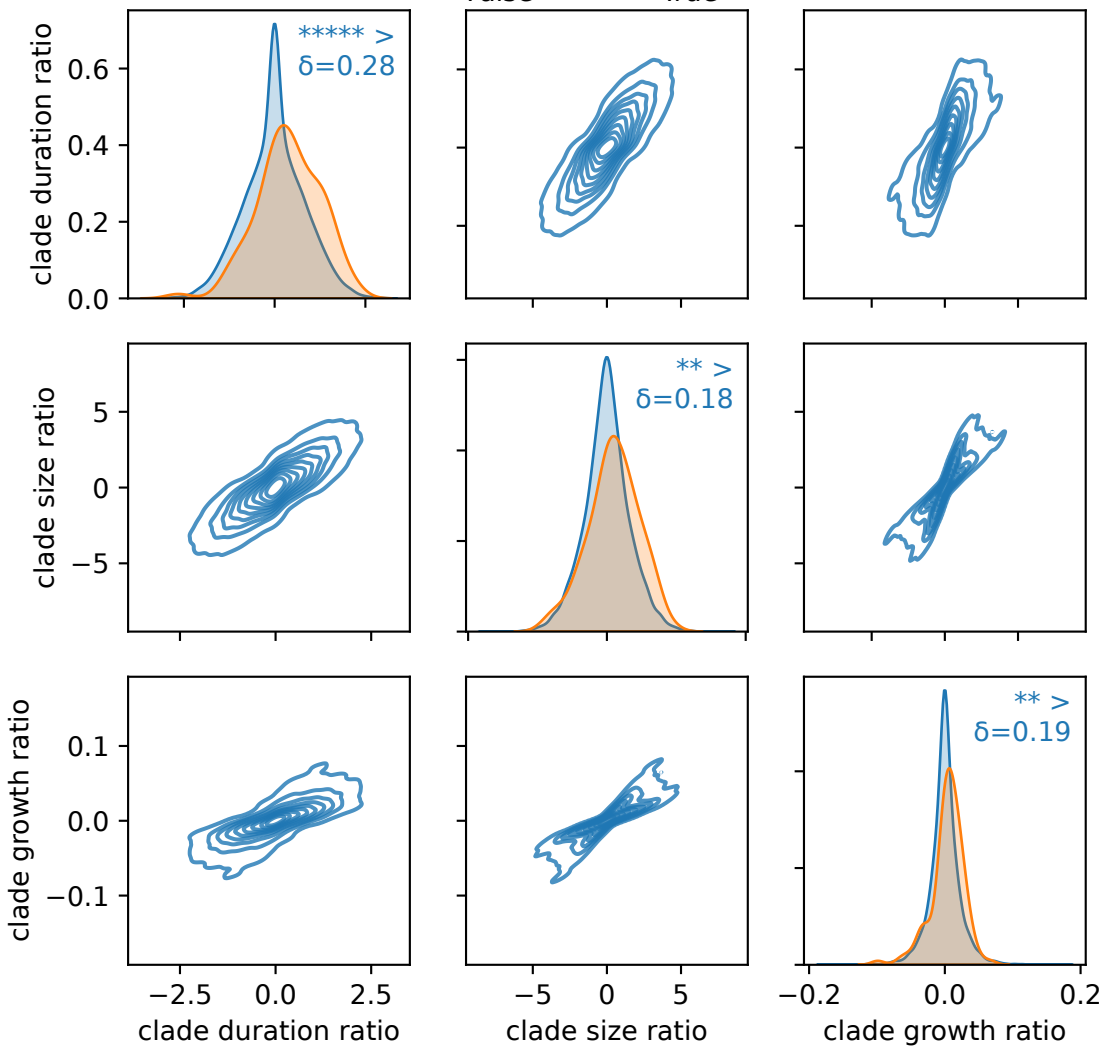 clade duration ratio
0.6
0.4
0.2
0.0
***** >
δ=0.28
clade size ratio
5
0
−5
** >
δ=0.18
clade growth ratio
0.1
0.0
−0.1
** >
δ=0.19
−2.5 0.0 2.5
−5 0 5
−0.2 0.0 0.2
clade duration ratio
clade size ratio
clade growth ratio